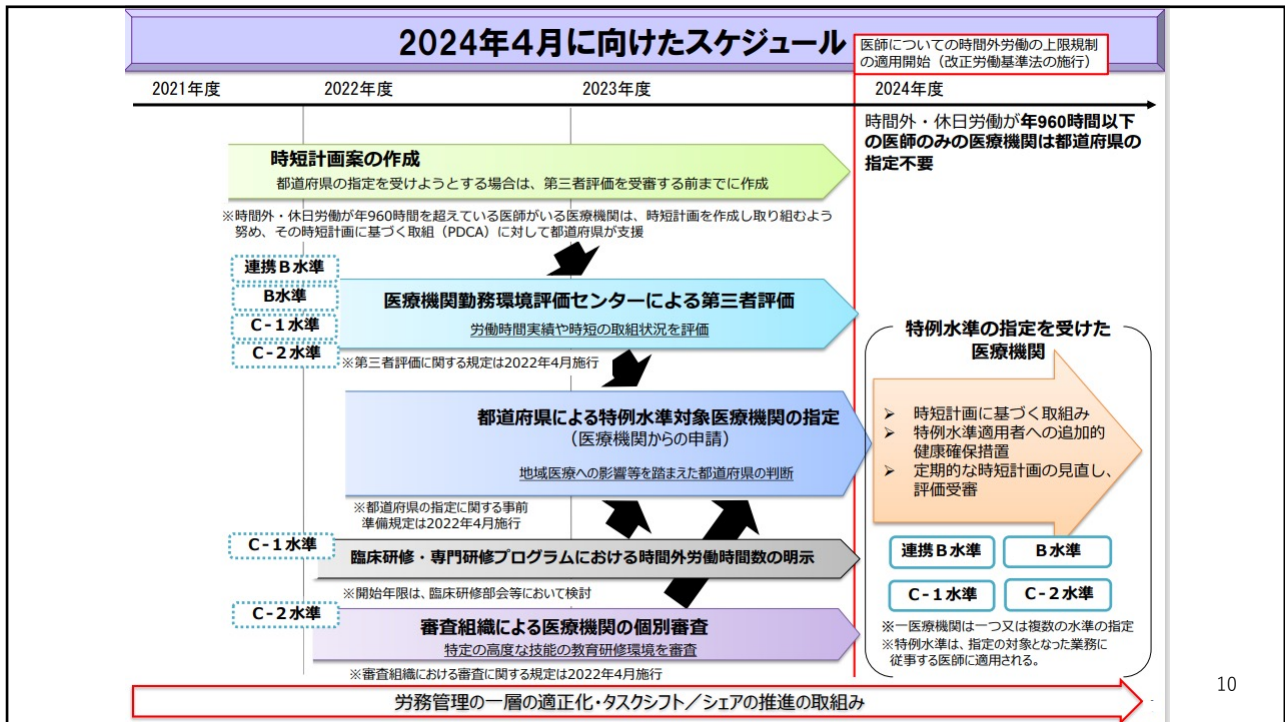 2024年4月に向けたスケジュール
医師についての時間外労働の上限規制
の適用開始（改正労働基準法の施行）
2021年度
2022年度
2023年度
2024年度
時間外・休日労働が年960時間以下
の医師のみの医療機関は都道府県の
指定不要
時短計画案の作成
都道府県の指定を受けようとする場合は、第三者評価を受審する前までに作成
※時間外・休日労働が年960時間を超えている医師がいる医療機関は、時短計画を作成し取り組むよう
努め、その時短計画に基づく取組（PDCA）に対して都道府県が支援
連携B水準
B水準
C-1水準
C-2水準
医療機関勤務環境評価センターによる第三者評価
労働時間実績や時短の取組状況を評価
※第三者評価に関する規定は2022年4月施行
都道府県による特例水準対象医療機関の指定
（医療機関からの申請）
地域医療への影響等を踏まえた都道府県の判断
※都道府県の指定に関する事前
準備規定は2022年4月施行
C-1水準
臨床研修・専門研修プログラムにおける時間外労働時間数の明示
※開始年限は、臨床研修部会等において検討
C-2水準
審査組織による医療機関の個別審査
特定の高度な技能の教育研修環境を審査
※審査組織における審査に関する規定は2022年4月施行
特例水準の指定を受けた
医療機関
➢ 時短計画に基づく取組み
➢ 特例水準適用者への追加的
健康確保措置
➢ 定期的な時短計画の見直し、
評価受審
連携B水準
B水準
C-1水準
C-2水準
※一医療機関は一つ又は複数の水準の指定
※特例水準は、指定の対象となった業務に
従事する医師に適用される。
労務管理の一層の適正化・タスクシフト／シェアの推進の取組み
10